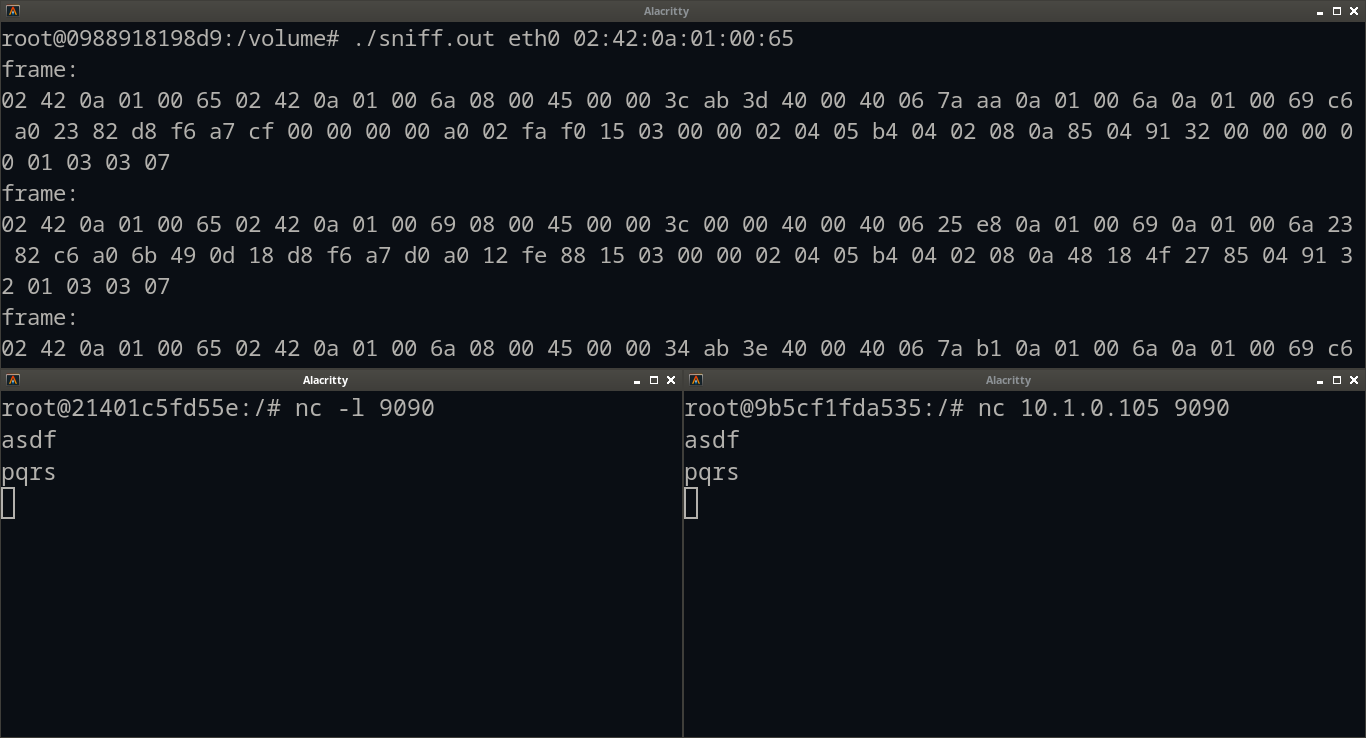 Alacritty
root@0988918198d9:/volume# ./sniff.out eth0 02:42:0a:01:00:65
frame:
02 42 0a 01 00 65 02 42 0a 01 00 6a 08 00 45 00 00 3c ab 3d 40 00 40 06 7a aa 0a 01 00 6a 0a 01 00 69 c6
 a0 23 82 d8 f6 a7 cf 00 00 00 00 a0 02 fa f0 15 03 00 00 02 04 05 b4 04 02 08 0a 85 04 91 32 00 00 00 0
0 01 03 03 07
frame:
02 42 0a 01 00 65 02 42 0a 01 00 69 08 00 45 00 00 3c 00 00 40 00 40 06 25 e8 0a 01 00 69 0a 01 00 6a 23
 82 c6 a0 6b 49 0d 18 d8 f6 a7 d0 a0 12 fe 88 15 03 00 00 02 04 05 b4 04 02 08 0a 48 18 4f 27 85 04 91 3
2 01 03 03 07
frame:
02 42 0a 01 00 65 02 42 0a 01 00 6a 08 00 45 00 00 34 ab 3e 40 00 40 06 7a b1 0a 01 00 6a 0a 01 00 69 c6
Alacritty
root@21401c5fd55e:/# nc -l 9090
asdf
pqrs
Alacritty
root@9b5cf1fda535:/# nc 10.1.0.105 9090
asdf
pqrs